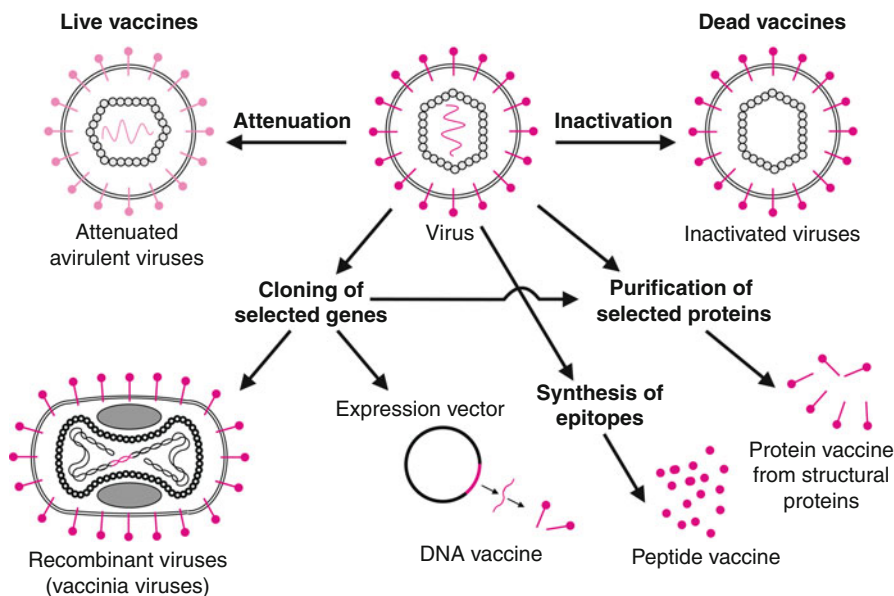 Live vaccines
Dead vaccines
Attenuation
Inactivation
Attenuated
avirulent viruses
Virus
Inactivated viruses
Cloning of
selected genes
Purification of
selected proteins
Expression vector
Synthesis of
epitopes
Protein vaccine
from structural
proteins
Recombinant viruses
(vaccinia viruses)
DNA vaccine
Peptide vaccine